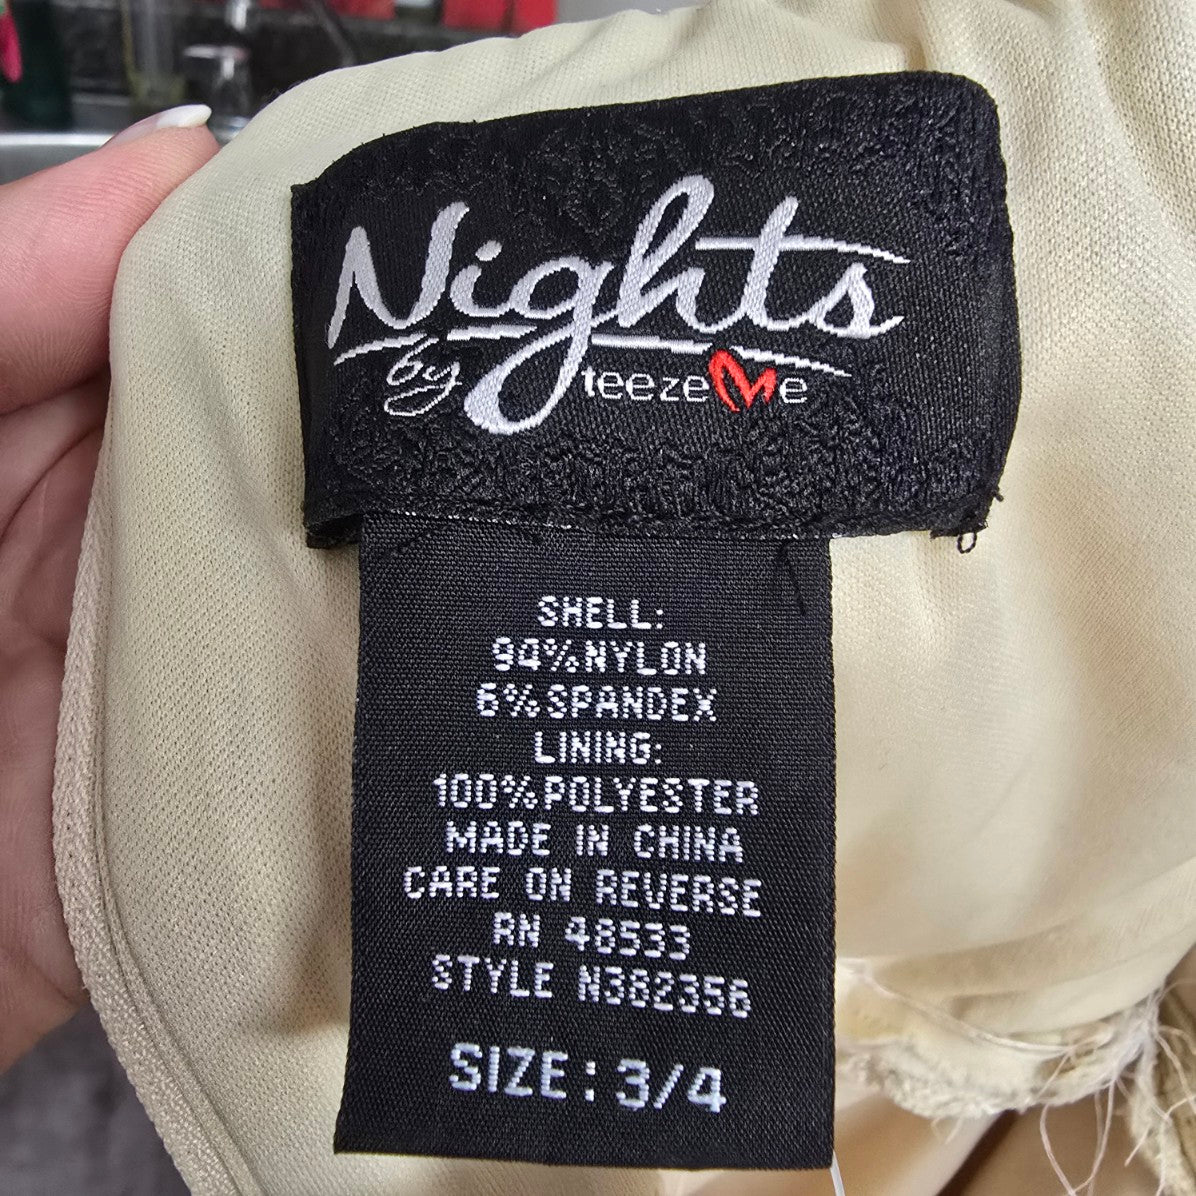 Nights
by teezeMe
SHELL:
94%NYLON
6%SPANDEX
LINING:
100%POLYESTER
MADE IN CHINA
CARE ON REVERSE
RN 48533
STYLE N382356
SIZE: 3/4